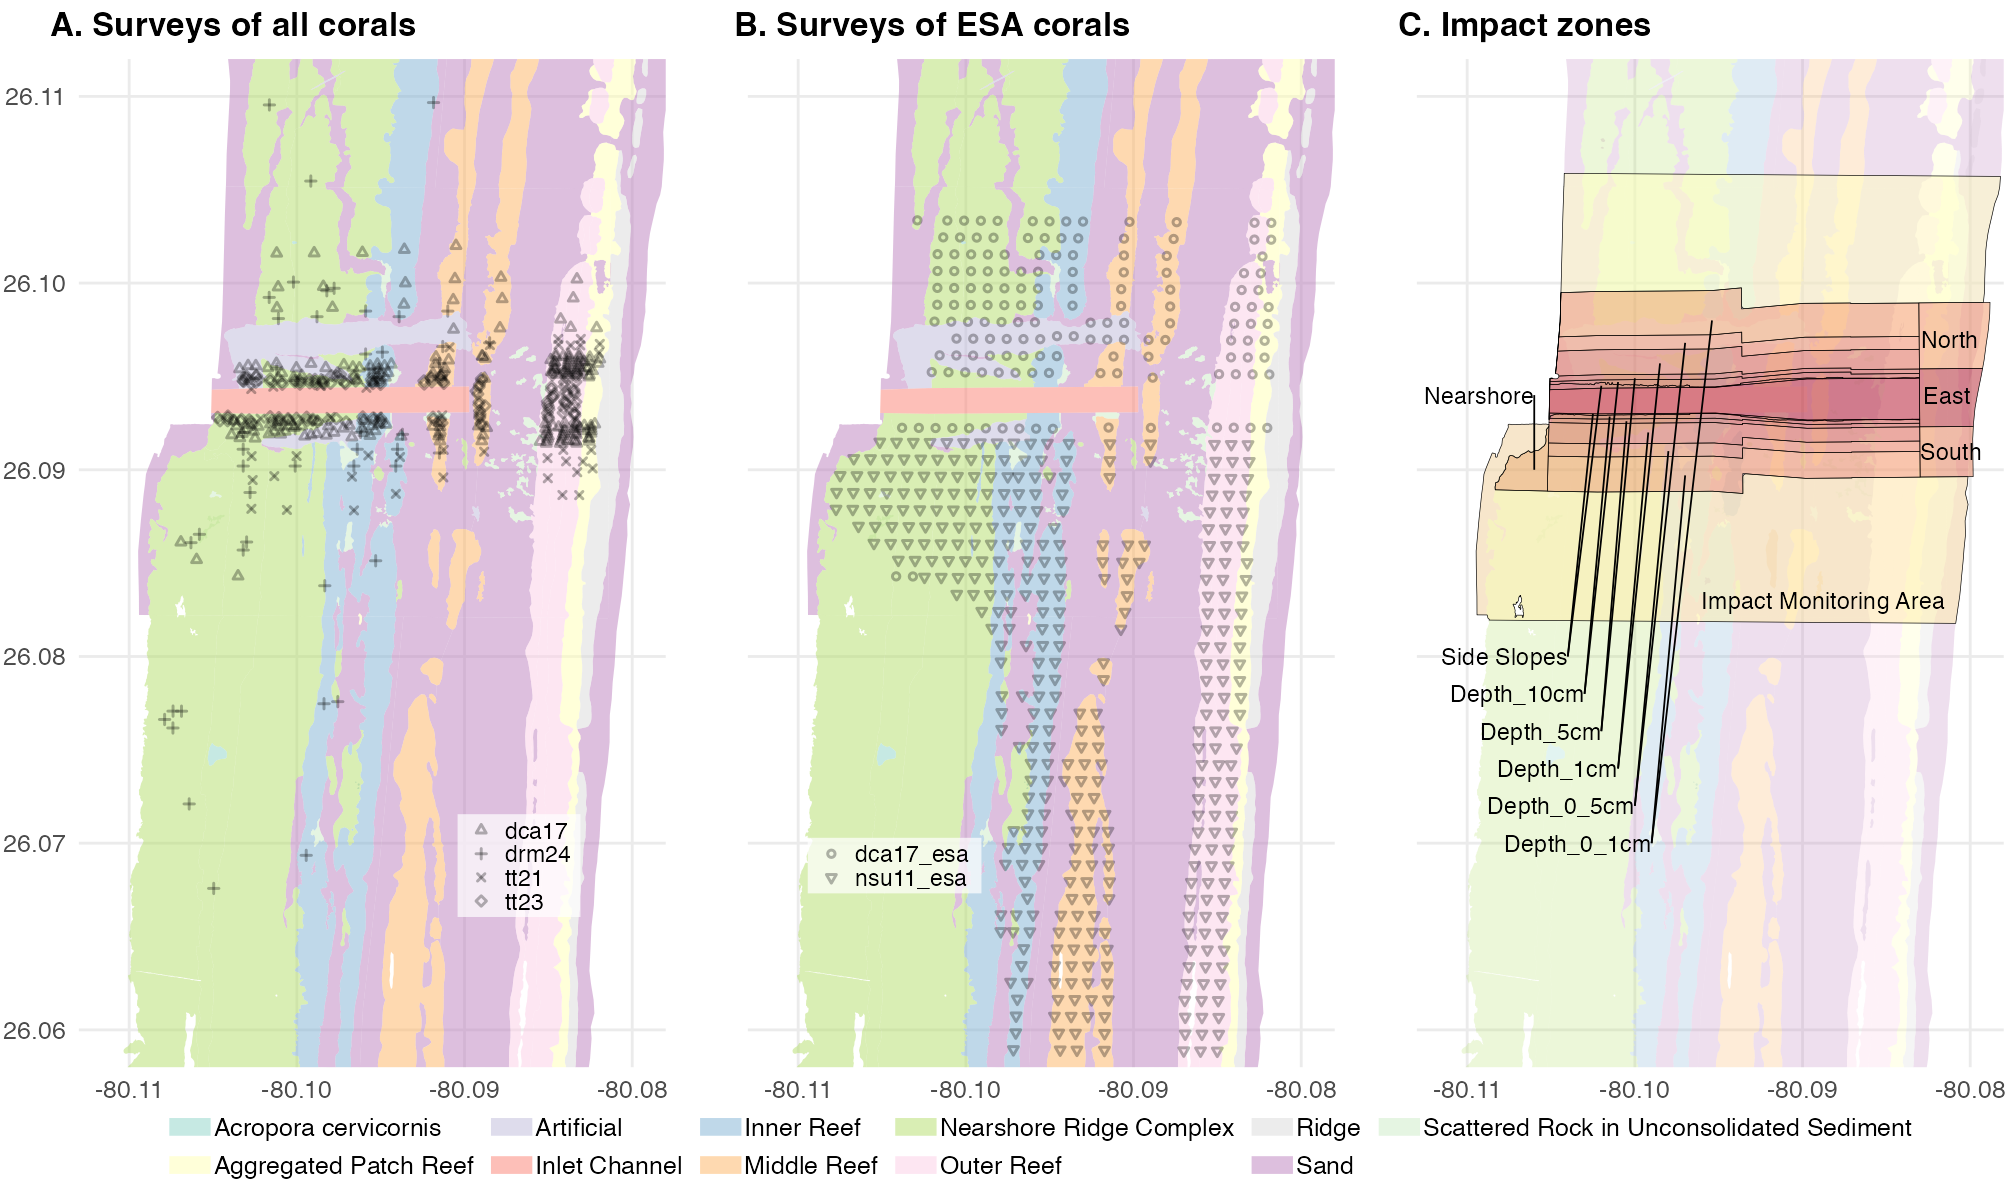 A. Surveys of all corals
B. Surveys of ESA corals
C. Impact zones
26.11
26.10
26.09
26.08
26.07
26.06
dca17
drm24
tt21
tt23
-80.11
-80.10
-80.09
-80.08
dca17_esa
nsu11_esa
-80.11
-80.10
-80.09
-80.08
North
Nearshore
East
South
Impact Monitoring Area
Side Slopes
Depth_10cm
Depth_5cm
Depth_1cm
Depth_0_5cm
Depth_0_1cm
-80.11
-80.10
-80.09
-80.08
Acropora cervicornis
Artificial
Inner Reef
Nearshore Ridge Complex
Ridge
Scattered Rock in Unconsolidated Sediment
Aggregated Patch Reef
Inlet Channel
Middle Reef
Outer Reef
Sand